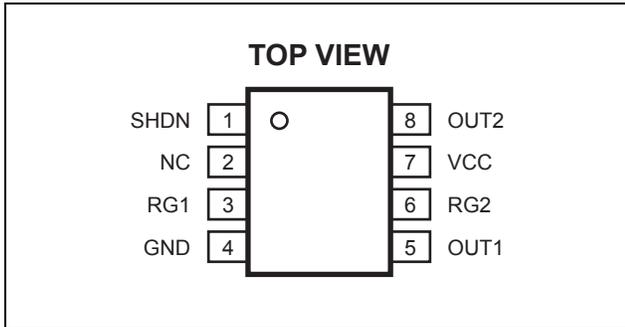 TOP VIEW
SHDN 1 8 OUT2
NC 2 7 VCC
RG1 3 6 RG2
GND 4 5 OUT1